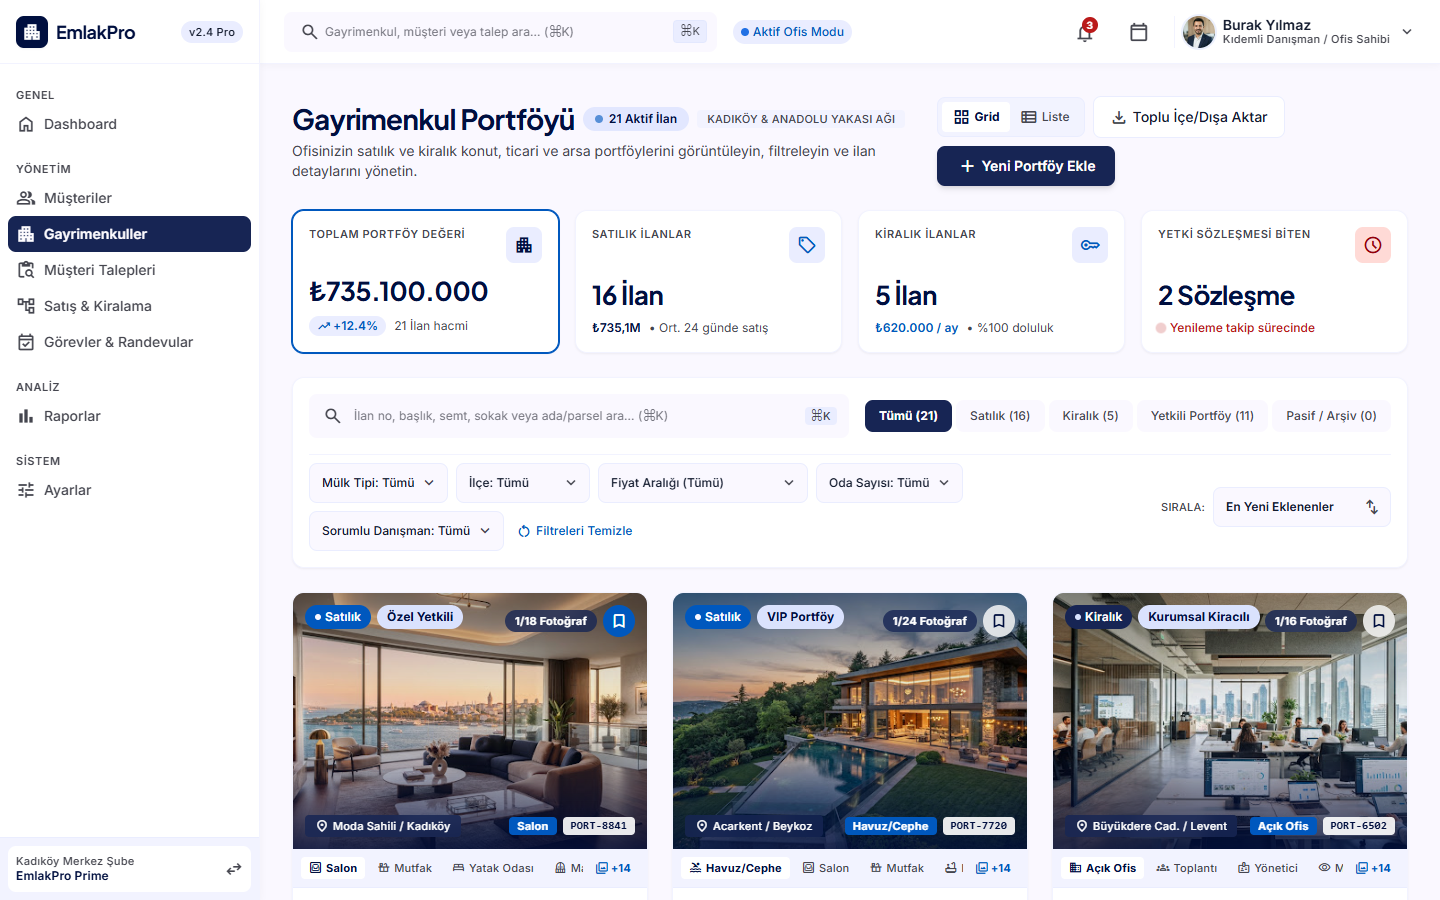 EmlakPro
v2.4 Pro
Gayrimenkul, müşteri veya talep ara... (⌘K)
⌘K
Aktif Ofis Modu
3
Burak Yılmaz
Kıdemli Danışman / Ofis Sahibi
GENEL
Dashboard
YÖNETİM
Müşteriler
Gayrimenkuller
Müşteri Talepleri
Satış & Kiralama
Görevler & Randevular
ANALİZ
Raporlar
SİSTEM
Ayarlar
Kadıköy Merkez Şube
EmlakPro Prime
Gayrimenkul Portföyü
21 Aktif İlan
KADIKÖY & ANADOLU YAKASI AĞI
Ofisinizin satılık ve kiralık konut, ticari ve arsa portföylerini görüntüleyin, filtreleyin ve ilan
detaylarını yönetin.
Grid
Liste
Toplu İçe/Dışa Aktar
Yeni Portföy Ekle
TOPLAM PORTFÖY DEĞERİ
₺735.100.000
+12.4%
21 İlan hacmi
SATILIK İLANLAR
16 İlan
₺735,1M
• Ort. 24 günde satış
KİRALIK İLANLAR
5 İlan
₺620.000 / ay
• %100 doluluk
YETKİ SÖZLEŞMESİ BİTEN
2 Sözleşme
Yenileme takip sürecinde
İlan no, başlık, semt, sokak veya ada/parsel ara... (⌘K)
⌘K
Tümü (21)
Satılık (16)
Kiralık (5)
Yetkili Portföy (11)
Pasif / Arşiv (0)
Mülk Tipi: Tümü
İlçe: Tümü
Fiyat Aralığı (Tümü)
Oda Sayısı: Tümü
Sorumlu Danışman: Tümü
Filtreleri Temizle
SIRALA:
En Yeni Eklenenler
Satılık
Özel Yetkili
1/18 Fotoğraf
Moda Sahili / Kadıköy
Salon
PORT-8841
Salon
Mutfak
Yatak Odası
+14
Satılık
VIP Portföy
1/24 Fotoğraf
Acarkent / Beykoz
Havuz/Cephe
PORT-7720
Havuz/Cephe
Salon
Mutfak
+14
Kiralık
Kurumsal Kiracılı
1/16 Fotoğraf
Büyükdere Cad. / Levent
Açık Ofis
PORT-6502
Açık Ofis
Toplantı
Yönetici
+14